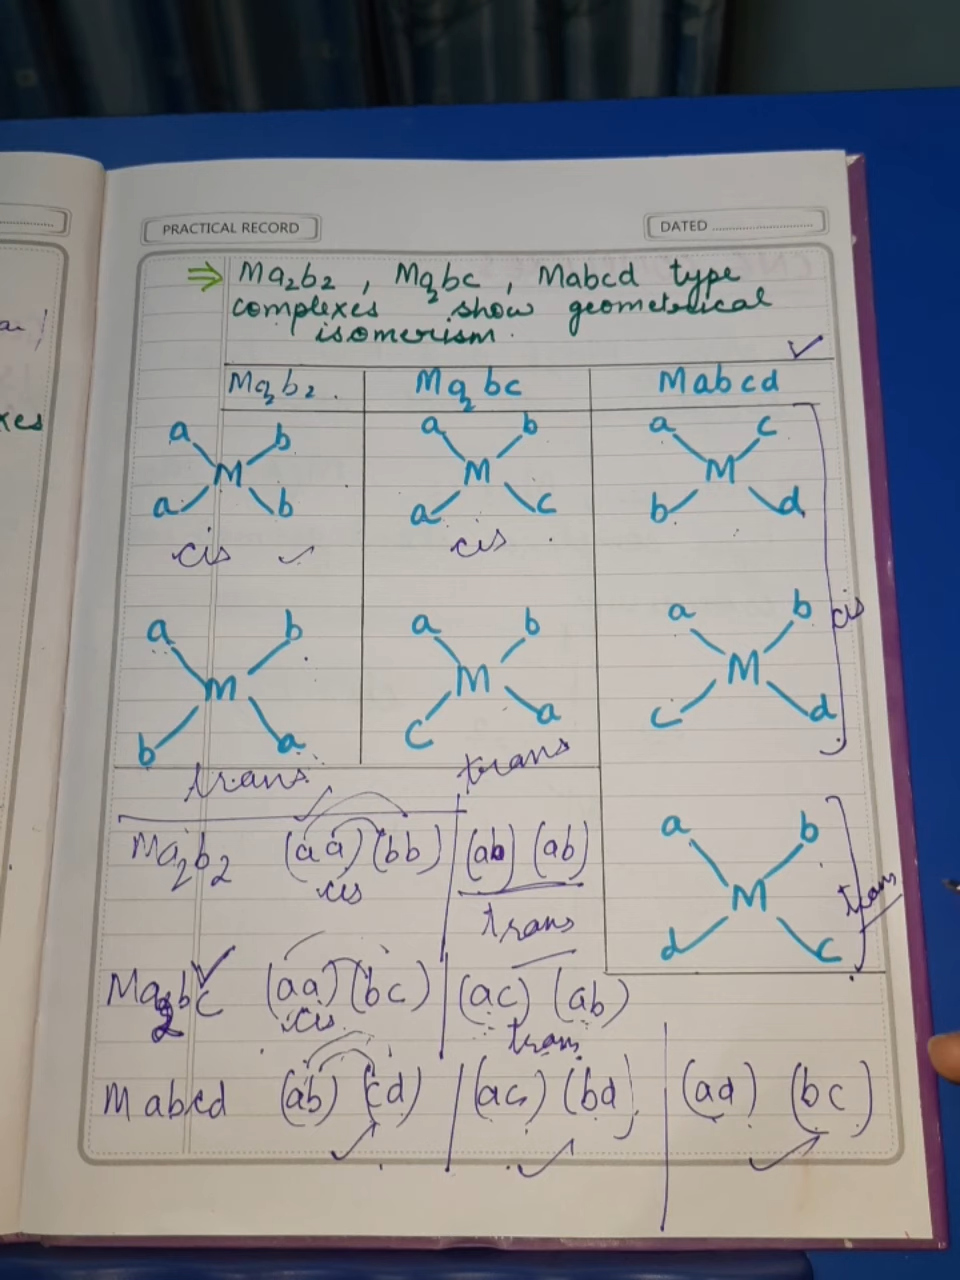 PRACTICAL RECORD
DATED
⇒ Ma₂b₂ , Ma₂bc , Mabcd type
complexes show geometrical
isomerism.
xes
Ma₂b₂ . Ma₂bc Mabcd
a b a b a c
M M M
a b a c b d
cis ✓ cis
a b a b a b
M M M
b a c a c d
cis
trans trans
a b
M
d c
trans
Ma₂b₂ (aa) (bb) | (ab) (ab)
cis trans
Ma₂bc (aa) (bc) | (ac) (ab)
cis trans
Mabcd (ab) (cd) | (ac) (bd) | (ad) (bc)